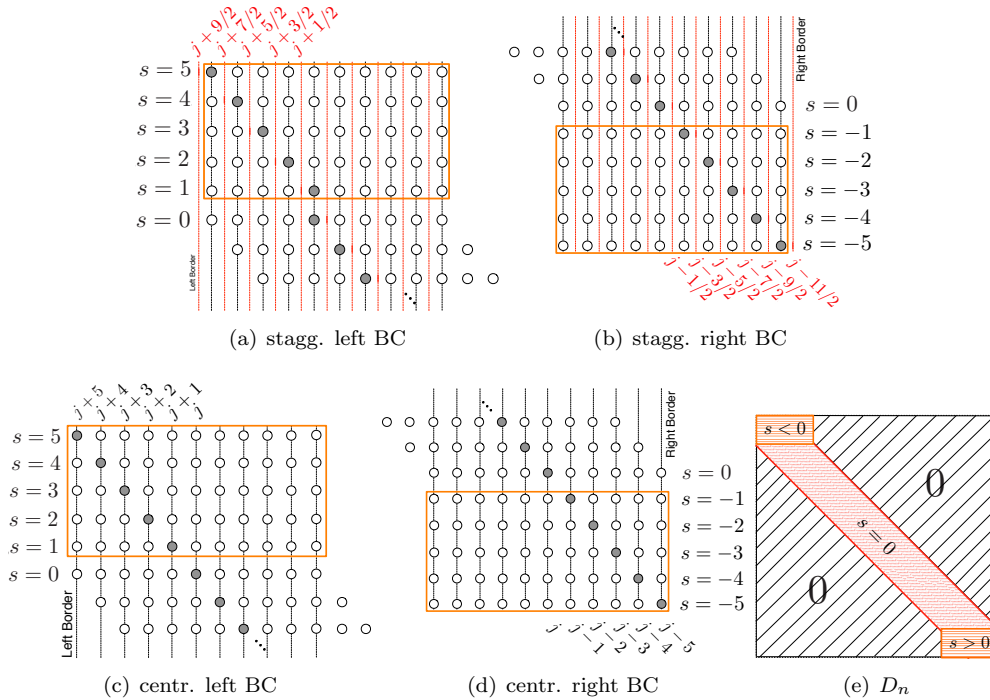 j+9/2
j+7/2
j+5/2
j+3/2
j+1/2
s = 5
s = 4
s = 3
s = 2
s = 1
s = 0
Left Border
(a) stagg. left BC
Right Border
s = 0
s = −1
s = −2
s = −3
s = −4
s = −5
j−1/2
j−3/2
j−5/2
j−7/2
j−9/2
j−11/2
(b) stagg. right BC
j+5
j+4
j+3
j+2
j+1
j
s = 5
s = 4
s = 3
s = 2
s = 1
s = 0
Left Border
(c) centr. left BC
Right Border
s = 0
s = −1
s = −2
s = −3
s = −4
s = −5
j
j−1
j−2
j−3
j−4
j−5
(d) centr. right BC
s < 0
0
s = 0
0
s > 0
(e) Dₙ